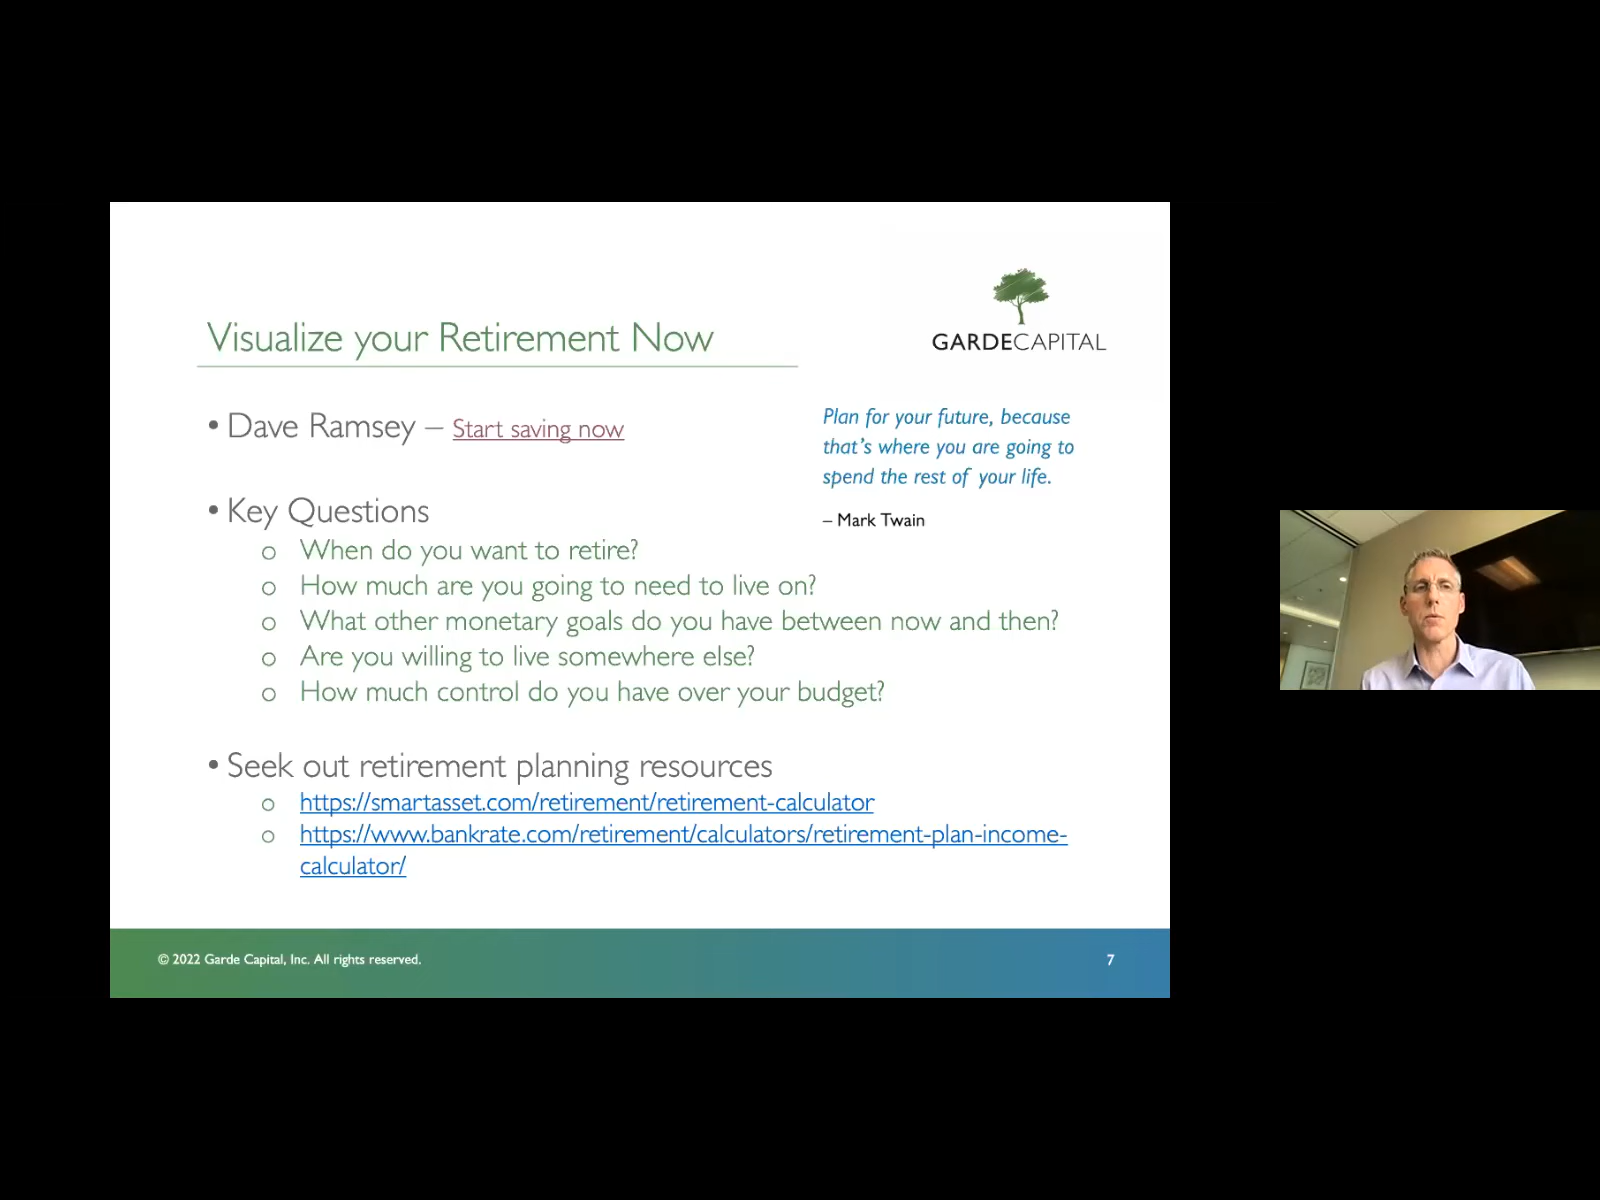 GARDECAPITAL
Visualize your Retirement Now
• Dave Ramsey – Start saving now
Plan for your future, because
that's where you are going to
spend the rest of your life.
– Mark Twain
• Key Questions
o When do you want to retire?
o How much are you going to need to live on?
o What other monetary goals do you have between now and then?
o Are you willing to live somewhere else?
o How much control do you have over your budget?
• Seek out retirement planning resources
o https://smartasset.com/retirement/retirement-calculator
o https://www.bankrate.com/retirement/calculators/retirement-plan-income-
calculator/
© 2022 Garde Capital, Inc. All rights reserved.
7